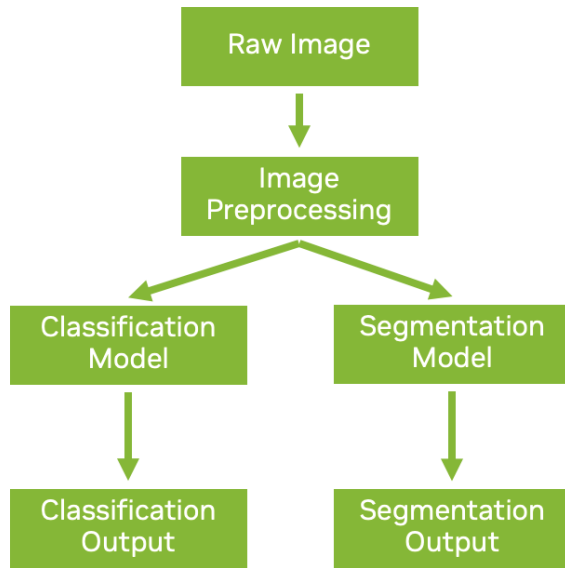 Raw Image
Image
Preprocessing
Classification
Model
Segmentation
Model
Classification
Output
Segmentation
Output